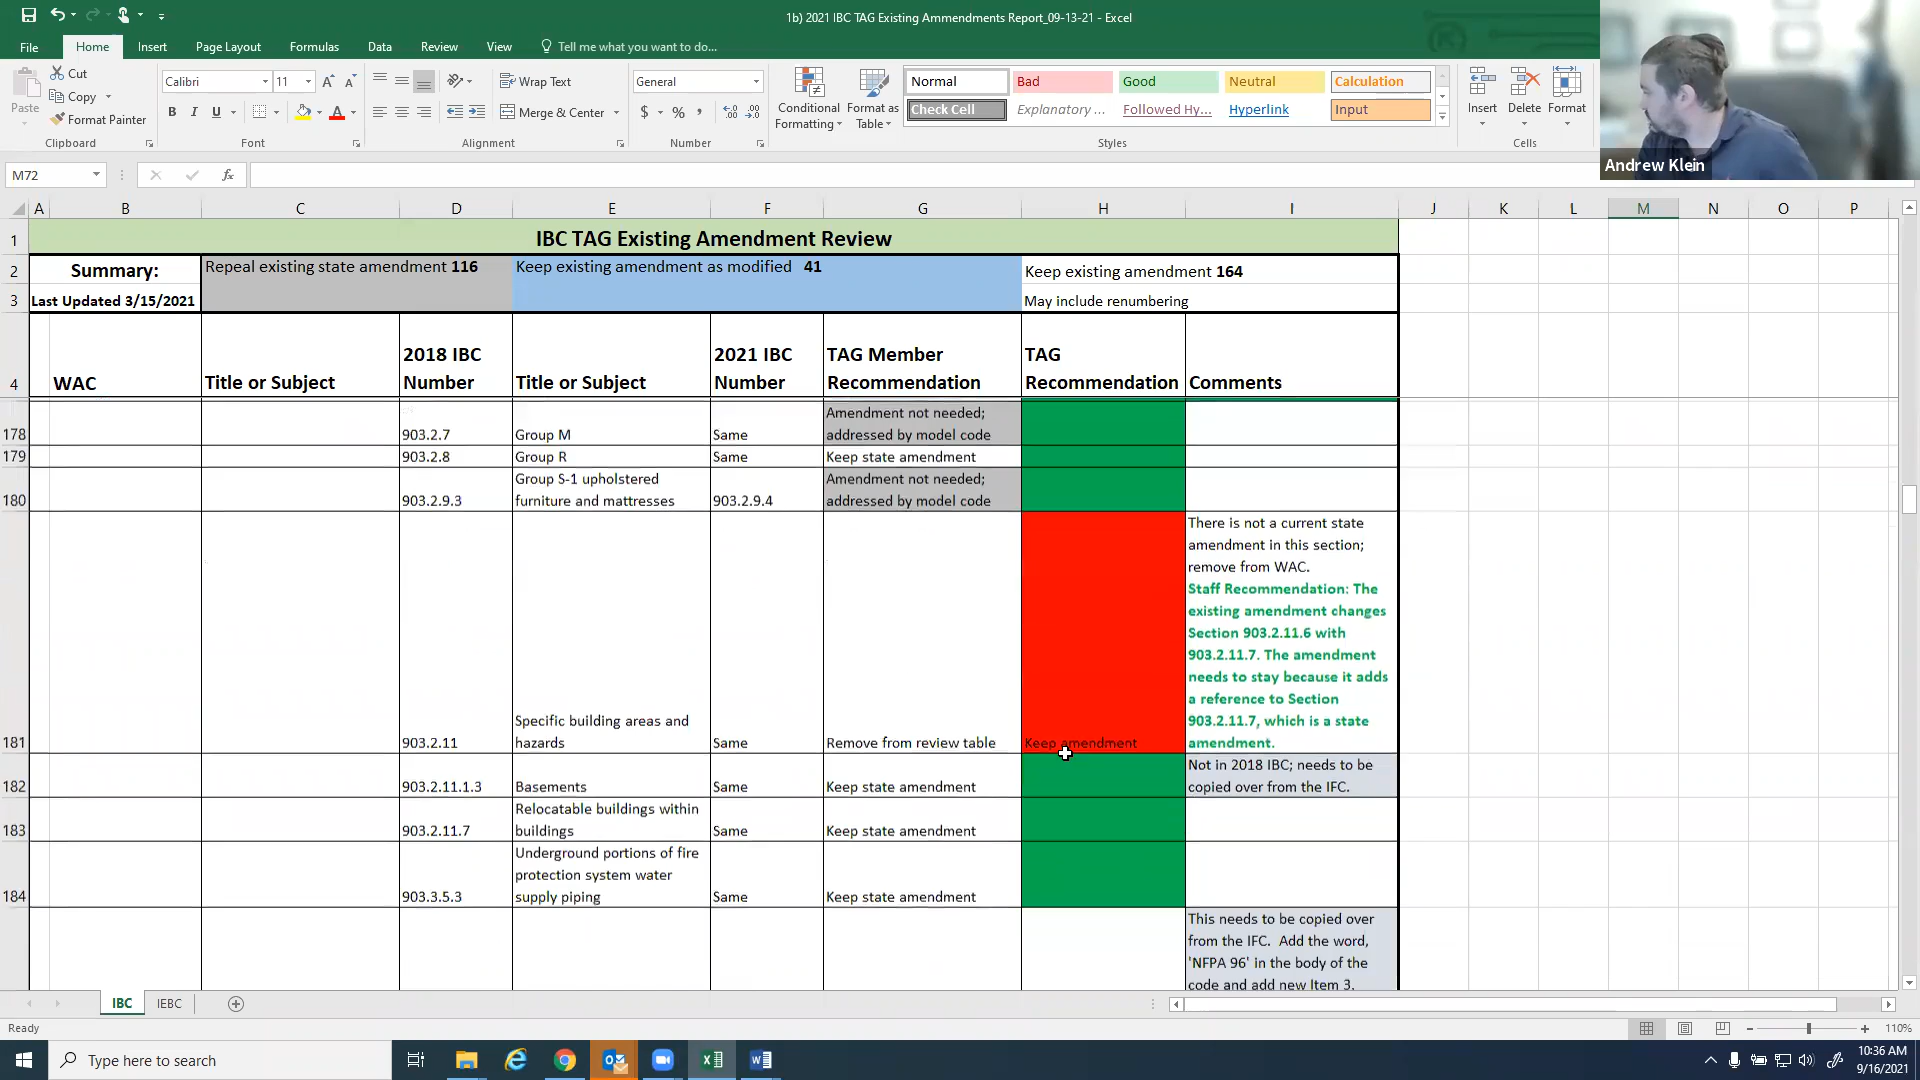 1b) 2021 IBC TAG Existing Ammendments Report_09-13-21 - Excel
File Home Insert Page Layout Formulas Data Review View Tell me what you want to do...
Paste Cut Copy Format Painter
Calibri 11
B I U
Wrap Text
Merge & Center
General
$ %
Conditional Formatting
Format as Table
Normal Bad Good Neutral Calculation
Check Cell Explanatory ... Followed Hy... Hyperlink Input
Insert Delete Format
Clipboard Font Alignment Number Styles Cells
Andrew Klein
M72 fx
A B C D E F G H I J K L M N O P
1 IBC TAG Existing Amendment Review
2 Summary: Repeal existing state amendment 116 Keep existing amendment as modified 41 Keep existing amendment 164
3 Last Updated 3/15/2021 May include renumbering
4 WAC
Title or Subject
2018 IBC
Number
Title or Subject
2021 IBC
Number
TAG Member
Recommendation
TAG
Recommendation
Comments
178 903.2.7 Group M Same
Amendment not needed;
addressed by model code
179 903.2.8 Group R Same Keep state amendment
180 903.2.9.3
Group S-1 upholstered
furniture and mattresses
903.2.9.4
Amendment not needed;
addressed by model code
181 903.2.11
Specific building areas and
hazards
Same Remove from review table Keep amendment
There is not a current state
amendment in this section;
remove from WAC.
Staff Recommendation: The
existing amendment changes
Section 903.2.11.6 with
903.2.11.7. The amendment
needs to stay because it adds
a reference to Section
903.2.11.7, which is a state
amendment.
182 903.2.11.1.3 Basements Same Keep state amendment
Not in 2018 IBC; needs to be
copied over from the IFC.
183 903.2.11.7
Relocatable buildings within
buildings
Same Keep state amendment
184 903.3.5.3
Underground portions of fire
protection system water
supply piping
Same Keep state amendment
This needs to be copied over
from the IFC. Add the word,
'NFPA 96' in the body of the
code and add new Item 3.
IBC IEBC
Ready 110%
Type here to search
10:36 AM
9/16/2021